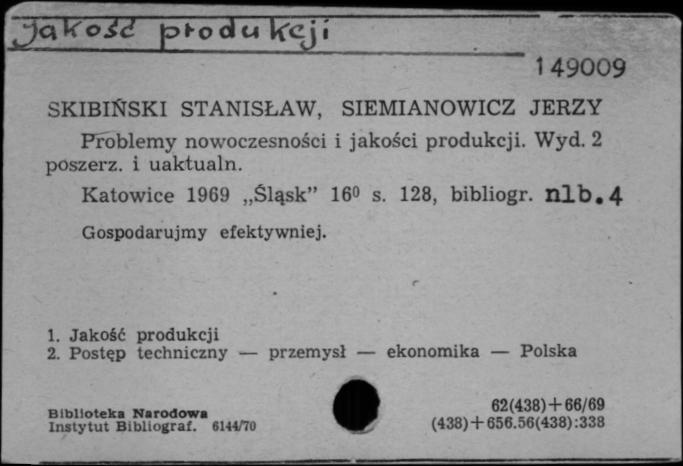 Jakość produkcji
149009
SKIBIŃSKI STANISŁAW, SIEMIANOWICZ JERZY
Problemy nowoczesności i jakości produkcji. Wyd. 2
poszerz. i uaktualn.
Katowice 1969 „Śląsk” 16⁰ s. 128, bibliogr. nlb. 4
Gospodarujmy efektywniej.
1. Jakość produkcji
2. Postęp techniczny — przemysł — ekonomika — Polska
Biblioteka Narodowa
Instytut Bibliograf. 6144/70
62(438)+66/69
(438)+656.56(438):338